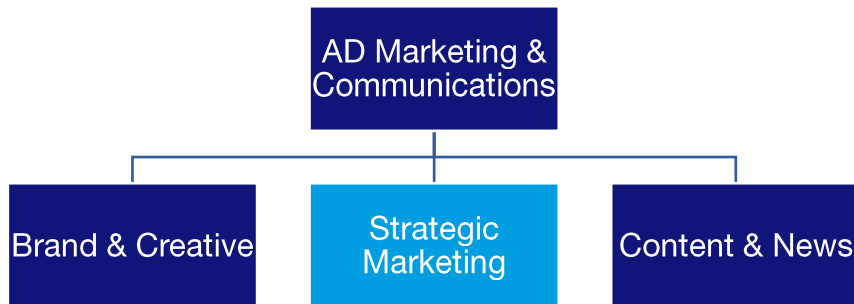 AD Marketing &
Communications
Brand & Creative
Strategic
Marketing
Content & News